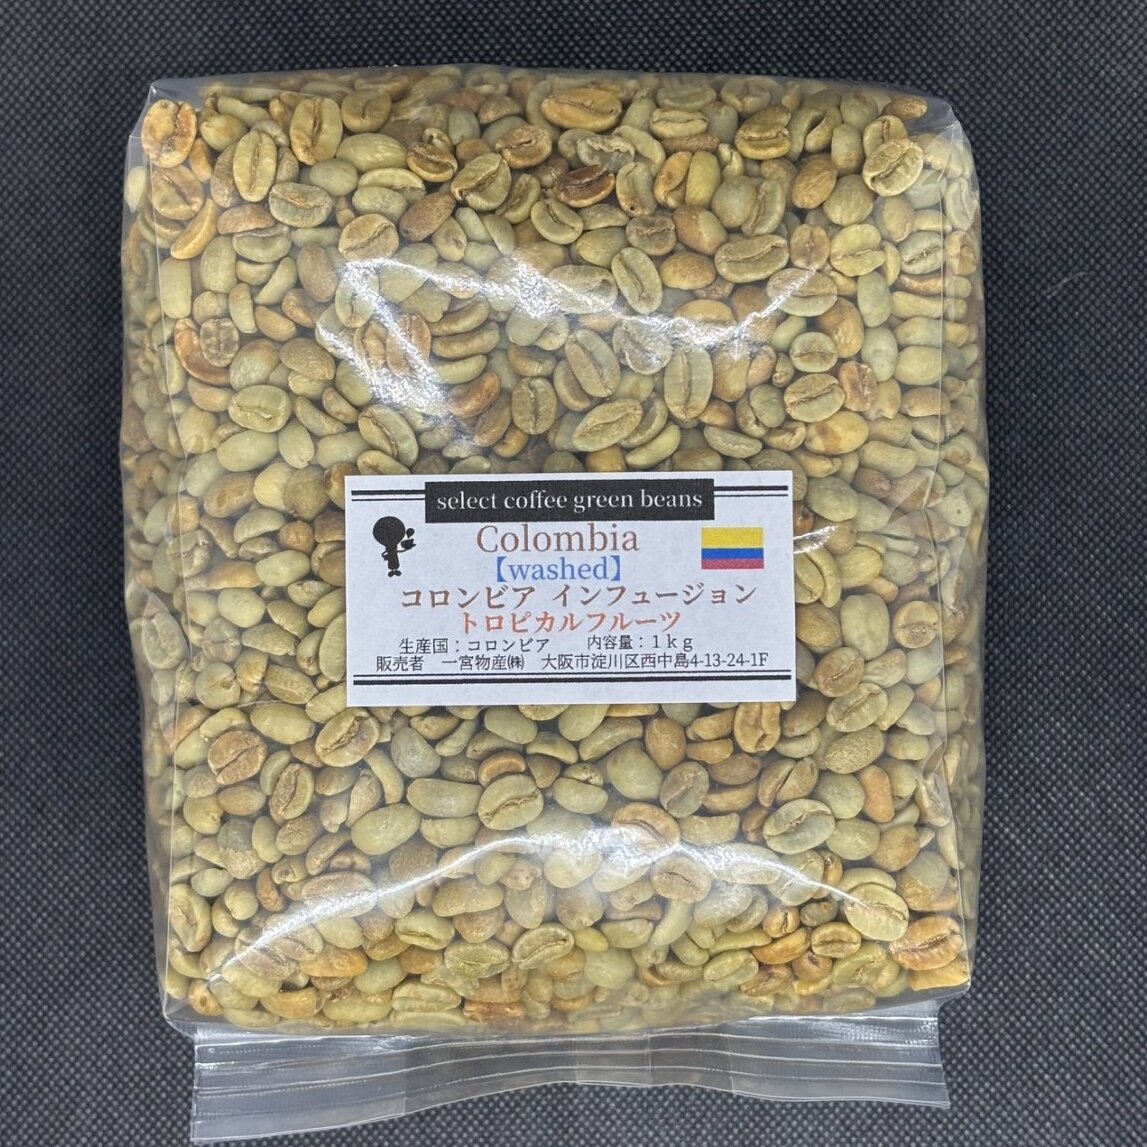 select coffee green beans
Colombia
【washed】
コロンビア インフュージョン
トロピカルフルーツ
生産国：コロンビア　内容量：1kg
販売者　一宮物産㈱　大阪市淀川区西中島4-13-24-1F